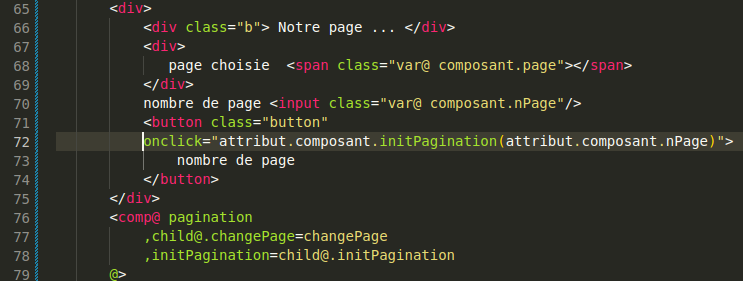 65 <div>
66 <div class="b"> Notre page ... </div>
67 <div>
68 page choisie  <span class="var@ composant.page"></span>
69 </div>
70 nombre de page <input class="var@ composant.nPage"/>
71 <button class="button"
72 onclick="attribut.composant.initPagination(attribut.composant.nPage)">
73 nombre de page
74 </button>
75 </div>
76 <comp@ pagination
77 ,child@.changePage=changePage
78 ,initPagination=child@.initPagination
79 @>